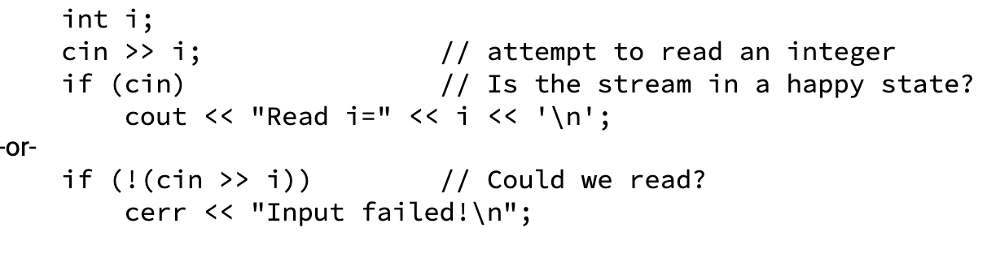 int i;
cin >> i;                // attempt to read an integer
if (cin)                 // Is the stream in a happy state?
    cout << "Read i=" << i << '\n';
-or-
if (!(cin >> i))         // Could we read?
    cerr << "Input failed!\n";